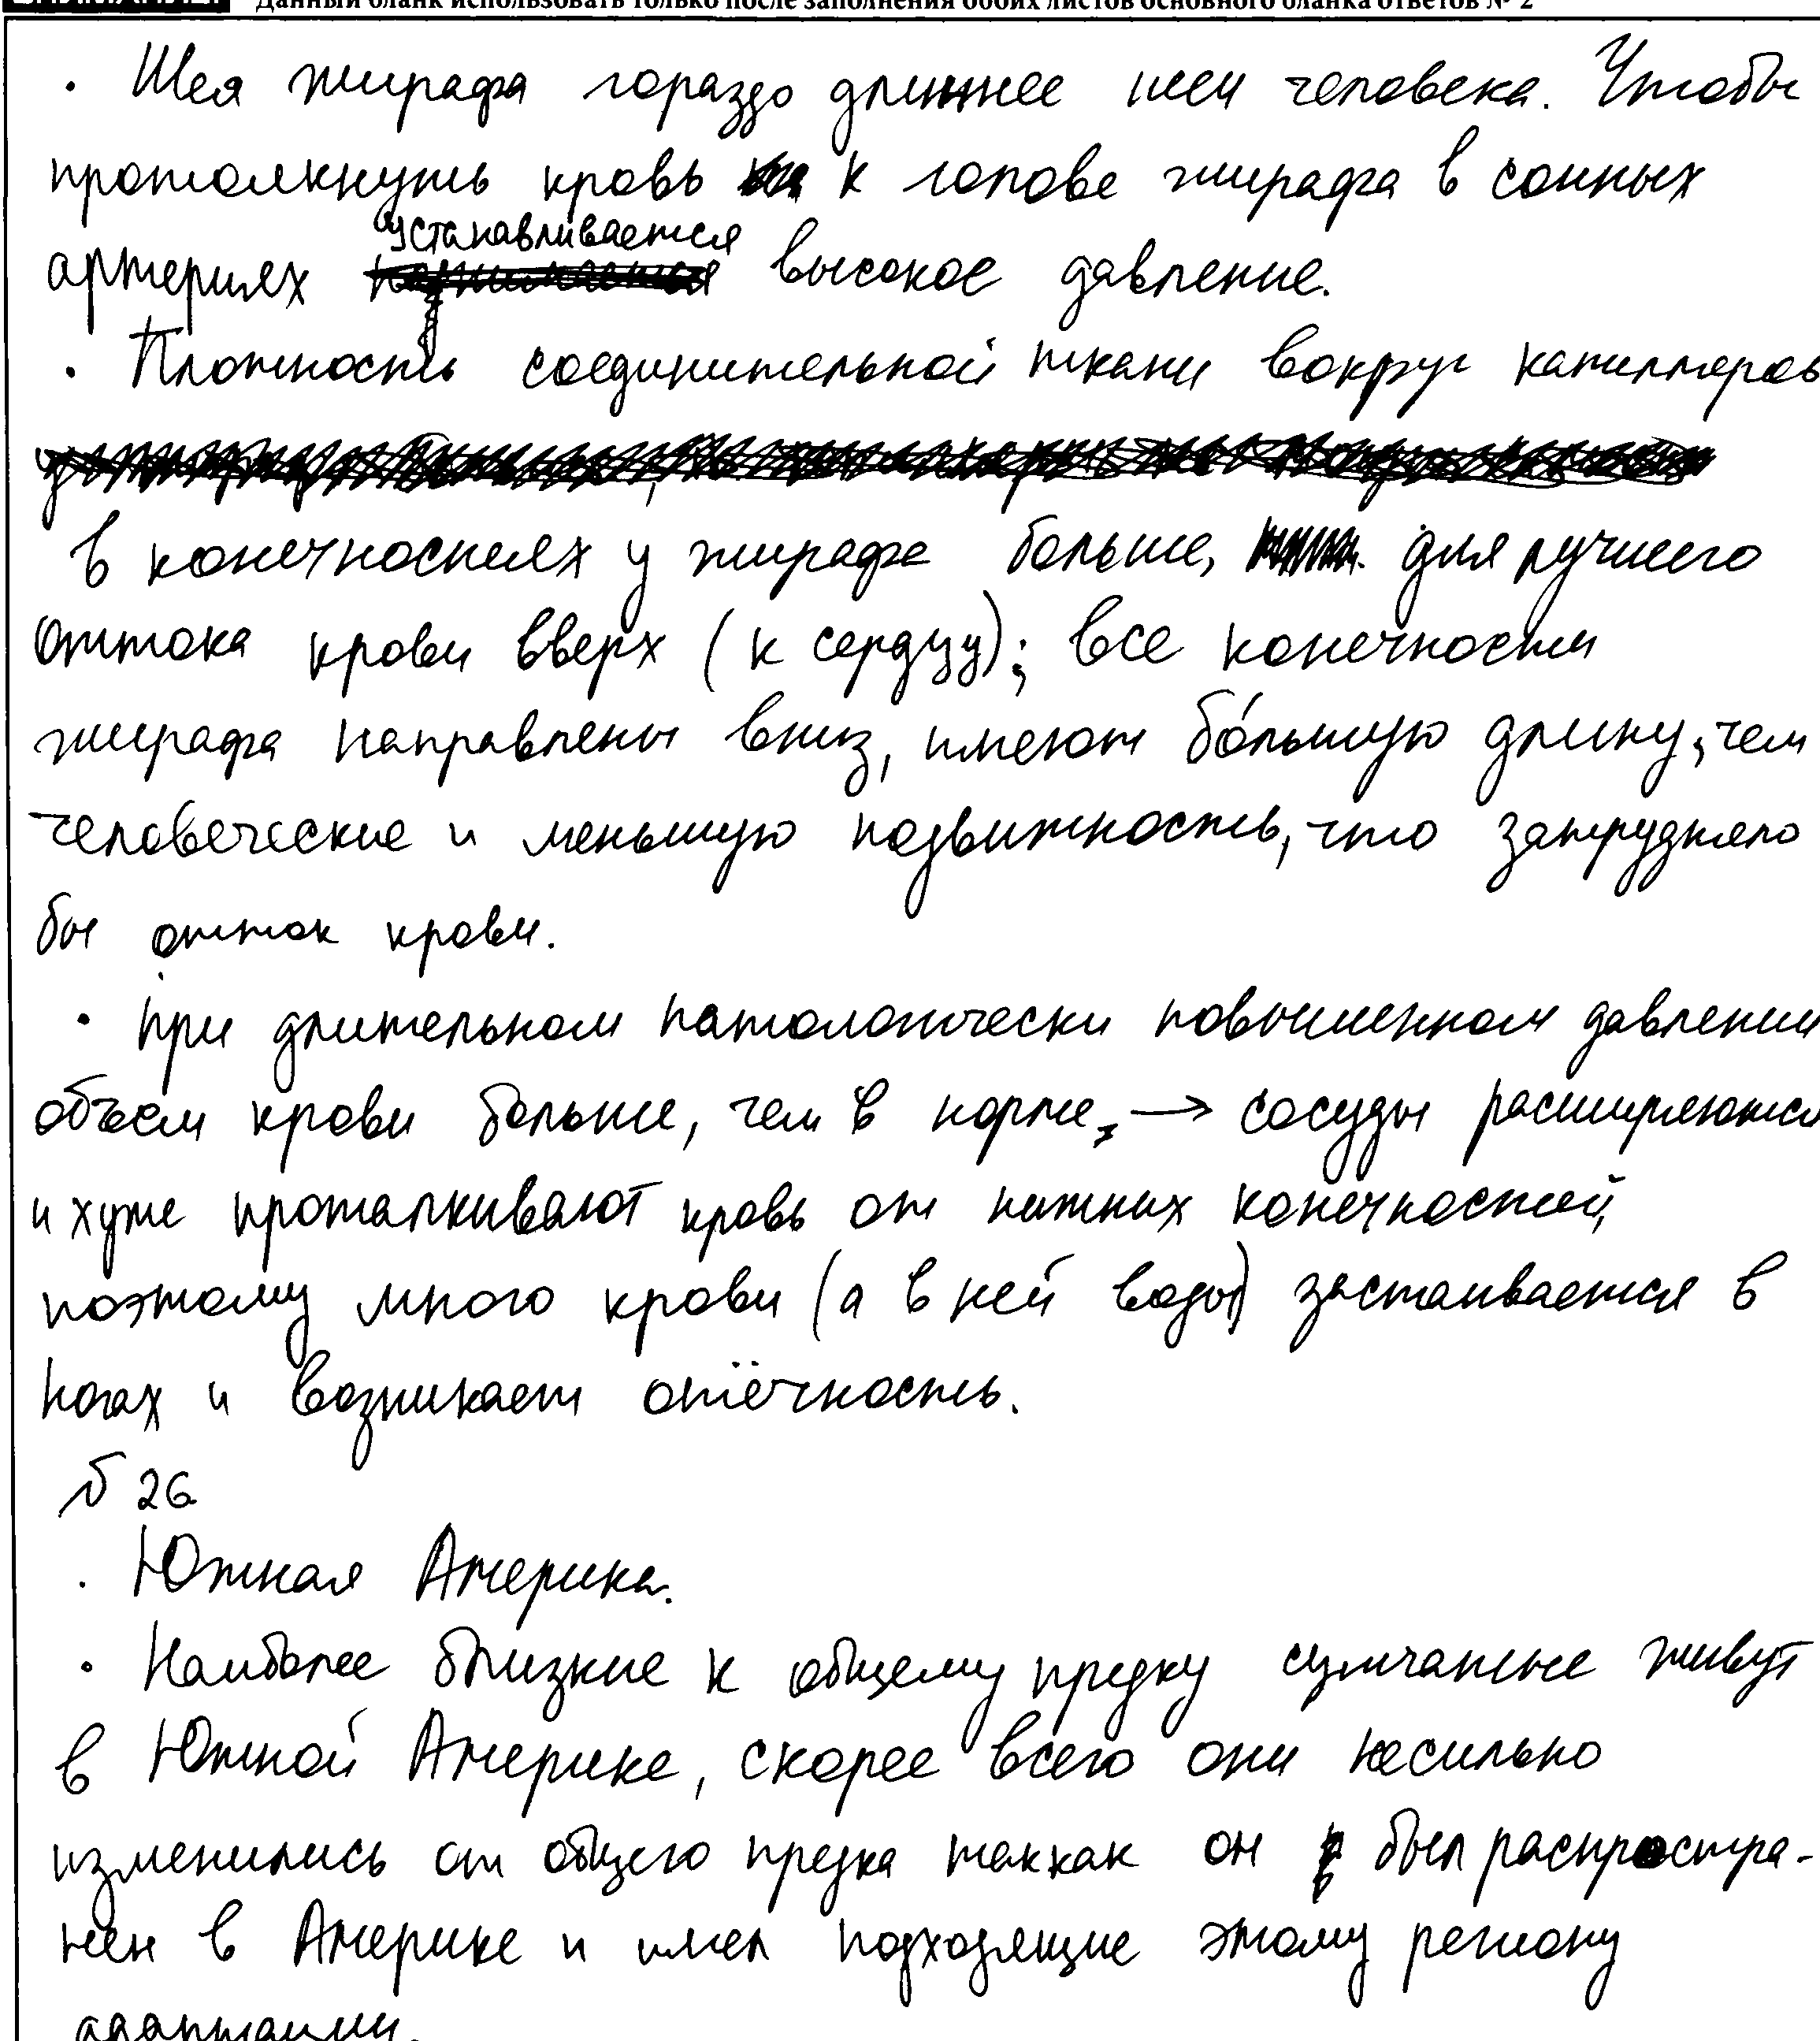 Данный бланк использовать только после заполнения обоих листов основного бланка ответов № 2
· Шея жирафа гораздо длиннее шеи человека. Чтобы
протолкнуть кровь к голове жирафа в сонных
устанавливается
артериях высокое давление.
· Плотность соединительной ткани вокруг капилляров
в конечностях у жирафа больше, для лучшего
оттока крови вверх (к сердцу); все конечности
жирафа направлены вниз, имеют бо́льшую длину, чем
человеческие и меньшую подвижность, что затрудняло
бы отток крови.
· при длительном патологически повышенном давлении
объем крови больше, чем в норме, → сосуды расширяются
и хуже проталкивают кровь от нижних конечностей,
поэтому много крови (а в ней воды) застаивается в
ногах и возникает отёчность.
№ 26
· Южная Америка.
· Наиболее близкие к общему предку сумчатые живут
в Южной Америке, скорее всего они несильно
изменились от общего предка таккак он был распростра-
нен в Америке и имел подходящие этому региону
адаптации.